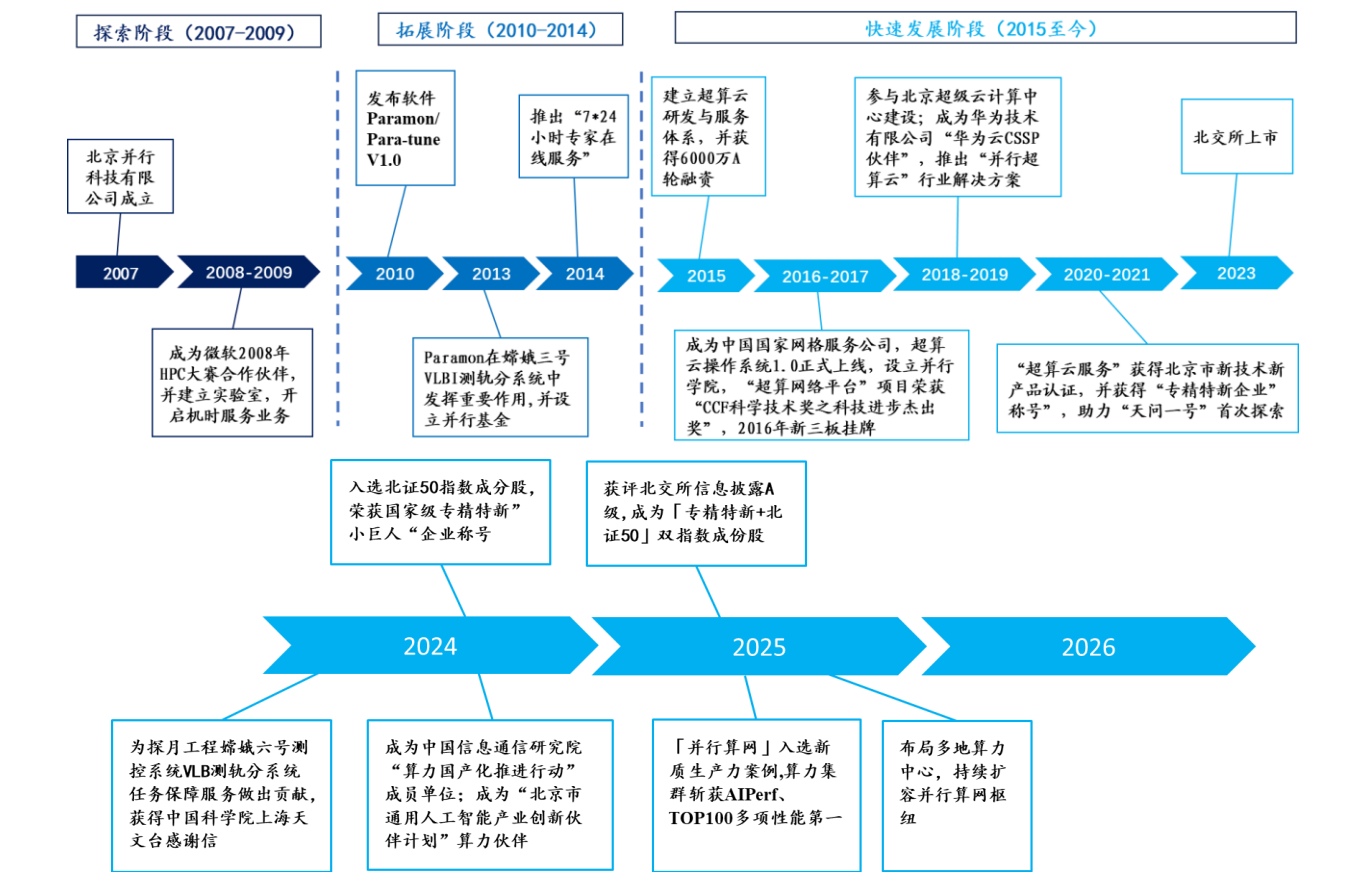 探索阶段（2007-2009）
拓展阶段（2010-2014）
快速发展阶段（2015至今）
北京并行
科技有限
公司成立
发布软件
Paramon/
Para-tune
V1.0
推出“7*24
小时专家在
线服务”
建立超算云
研发与服务
体系，并获
得6000万A
轮融资
参与北京超级云计算中
心建设；成为华为技术
有限公司“华为云CSSP
伙伴”，推出“并行超
算云”行业解决方案
北交所上市
2007
2008-2009
2010
2013
2014
2015
2016-2017
2018-2019
2020-2021
2023
成为微软2008年
HPC大赛合作伙伴，
并建立实验室，开
启机时服务业务
Paramon在嫦娥三号
VLBI测轨分系统中
发挥重要作用,并设
立并行基金
成为中国国家网格服务公司，超算
云操作系统1.0正式上线，设立并行
学院，“超算网络平台”项目荣获
“CCF科学技术奖之科技进步杰出
奖”，2016年新三板挂牌
“超算云服务”获得北京市新技术新
产品认证，并获得“专精特新企业”
称号”，助力“天问一号”首次探索
入选北证50指数成分股，
荣获国家级专精特新”
小巨人“企业称号
获评北交所信息披露A
级,成为「专精特新+北
证50」双指数成份股
2024
2025
2026
为探月工程嫦娥六号测
控系统VLB测轨分系统
任务保障服务做出贡献，
获得中国科学院上海天
文台感谢信
成为中国信息通信研究院
“算力国产化推进行动”
成员单位；成为“北京市
通用人工智能产业创新伙
伴计划”算力伙伴
「并行算网」入选新
质生产力案例,算力集
群斩获AIPerf、
TOP100多项性能第一
布局多地算力
中心，持续扩
容并行算网枢
纽